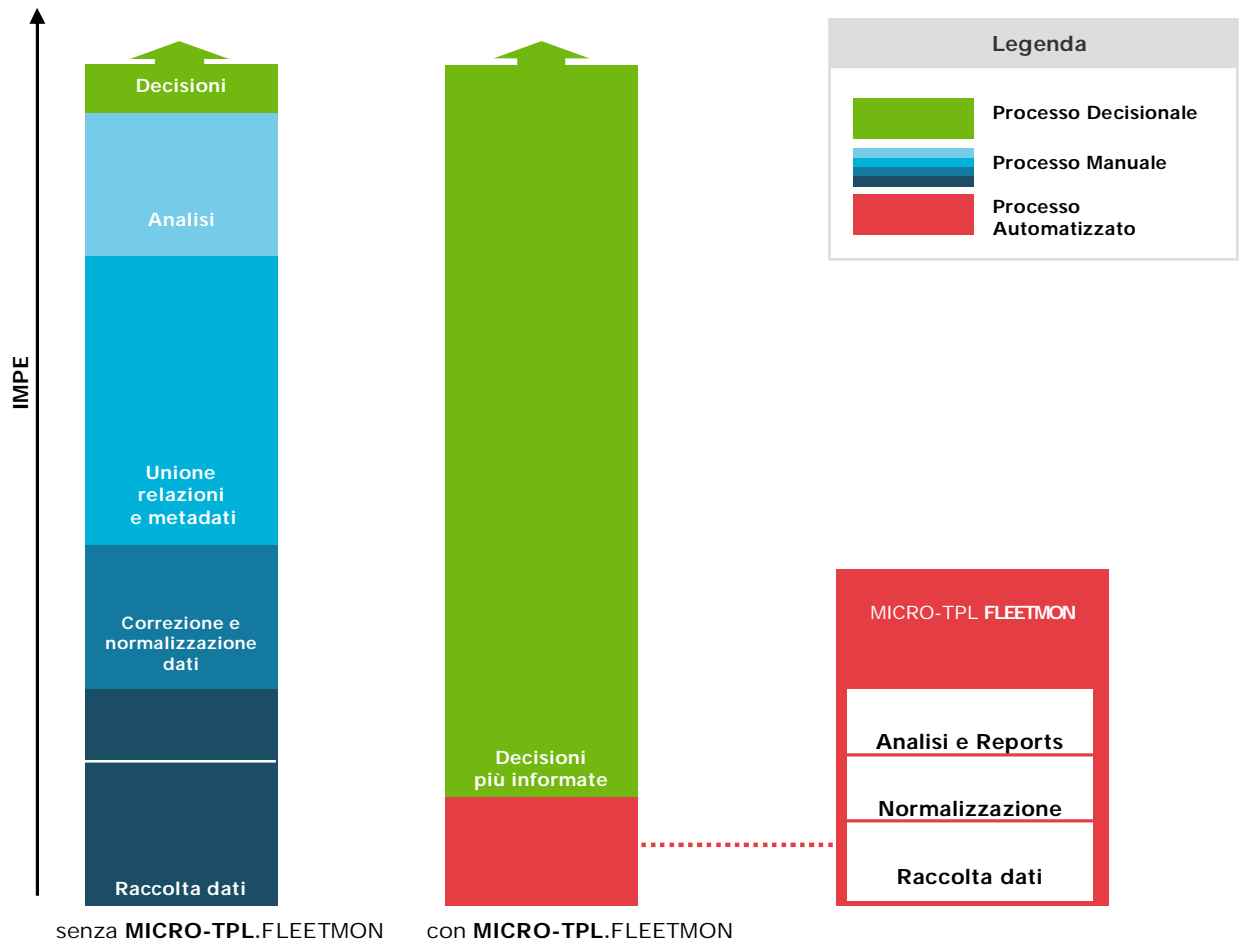 Legenda
Processo Decisionale
Processo Manuale
Processo
Automatizzato
IMPE
Decisioni
Analisi
Unione
relazioni
e metadati
Correzione e
normalizzazione
dati
Raccolta dati
senza MICRO-TPL.FLEETMON
Decisioni
più informate
con MICRO-TPL.FLEETMON
MICRO-TPL FLEETMON
Analisi e Reports
Normalizzazione
Raccolta dati